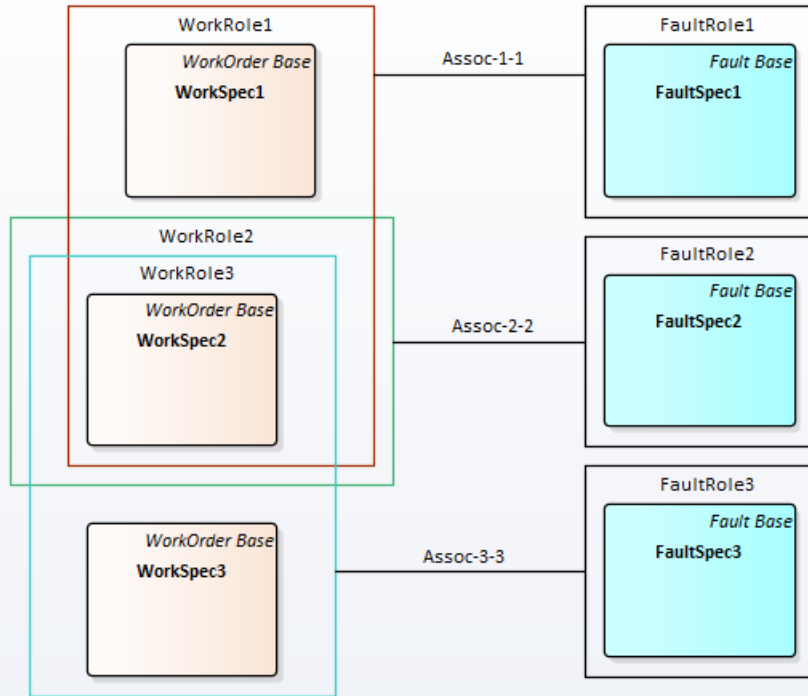 WorkRole1
WorkOrder Base
WorkSpec1
Assoc-1-1
FaultRole1
Fault Base
FaultSpec1
WorkRole2
WorkRole3
WorkOrder Base
WorkSpec2
Assoc-2-2
FaultRole2
Fault Base
FaultSpec2
WorkOrder Base
WorkSpec3
Assoc-3-3
FaultRole3
Fault Base
FaultSpec3